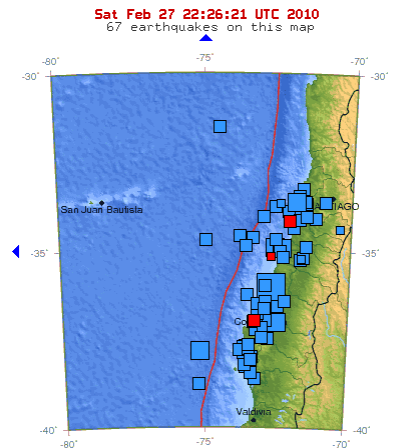 Sat Feb 27 22:26:21 UTC 2010
67 earthquakes on this map
-75°
-30° -70°
-30°
San Juan Bautista
-35° -35°
Valdivia
-40° -40°
-80° -75° -70°